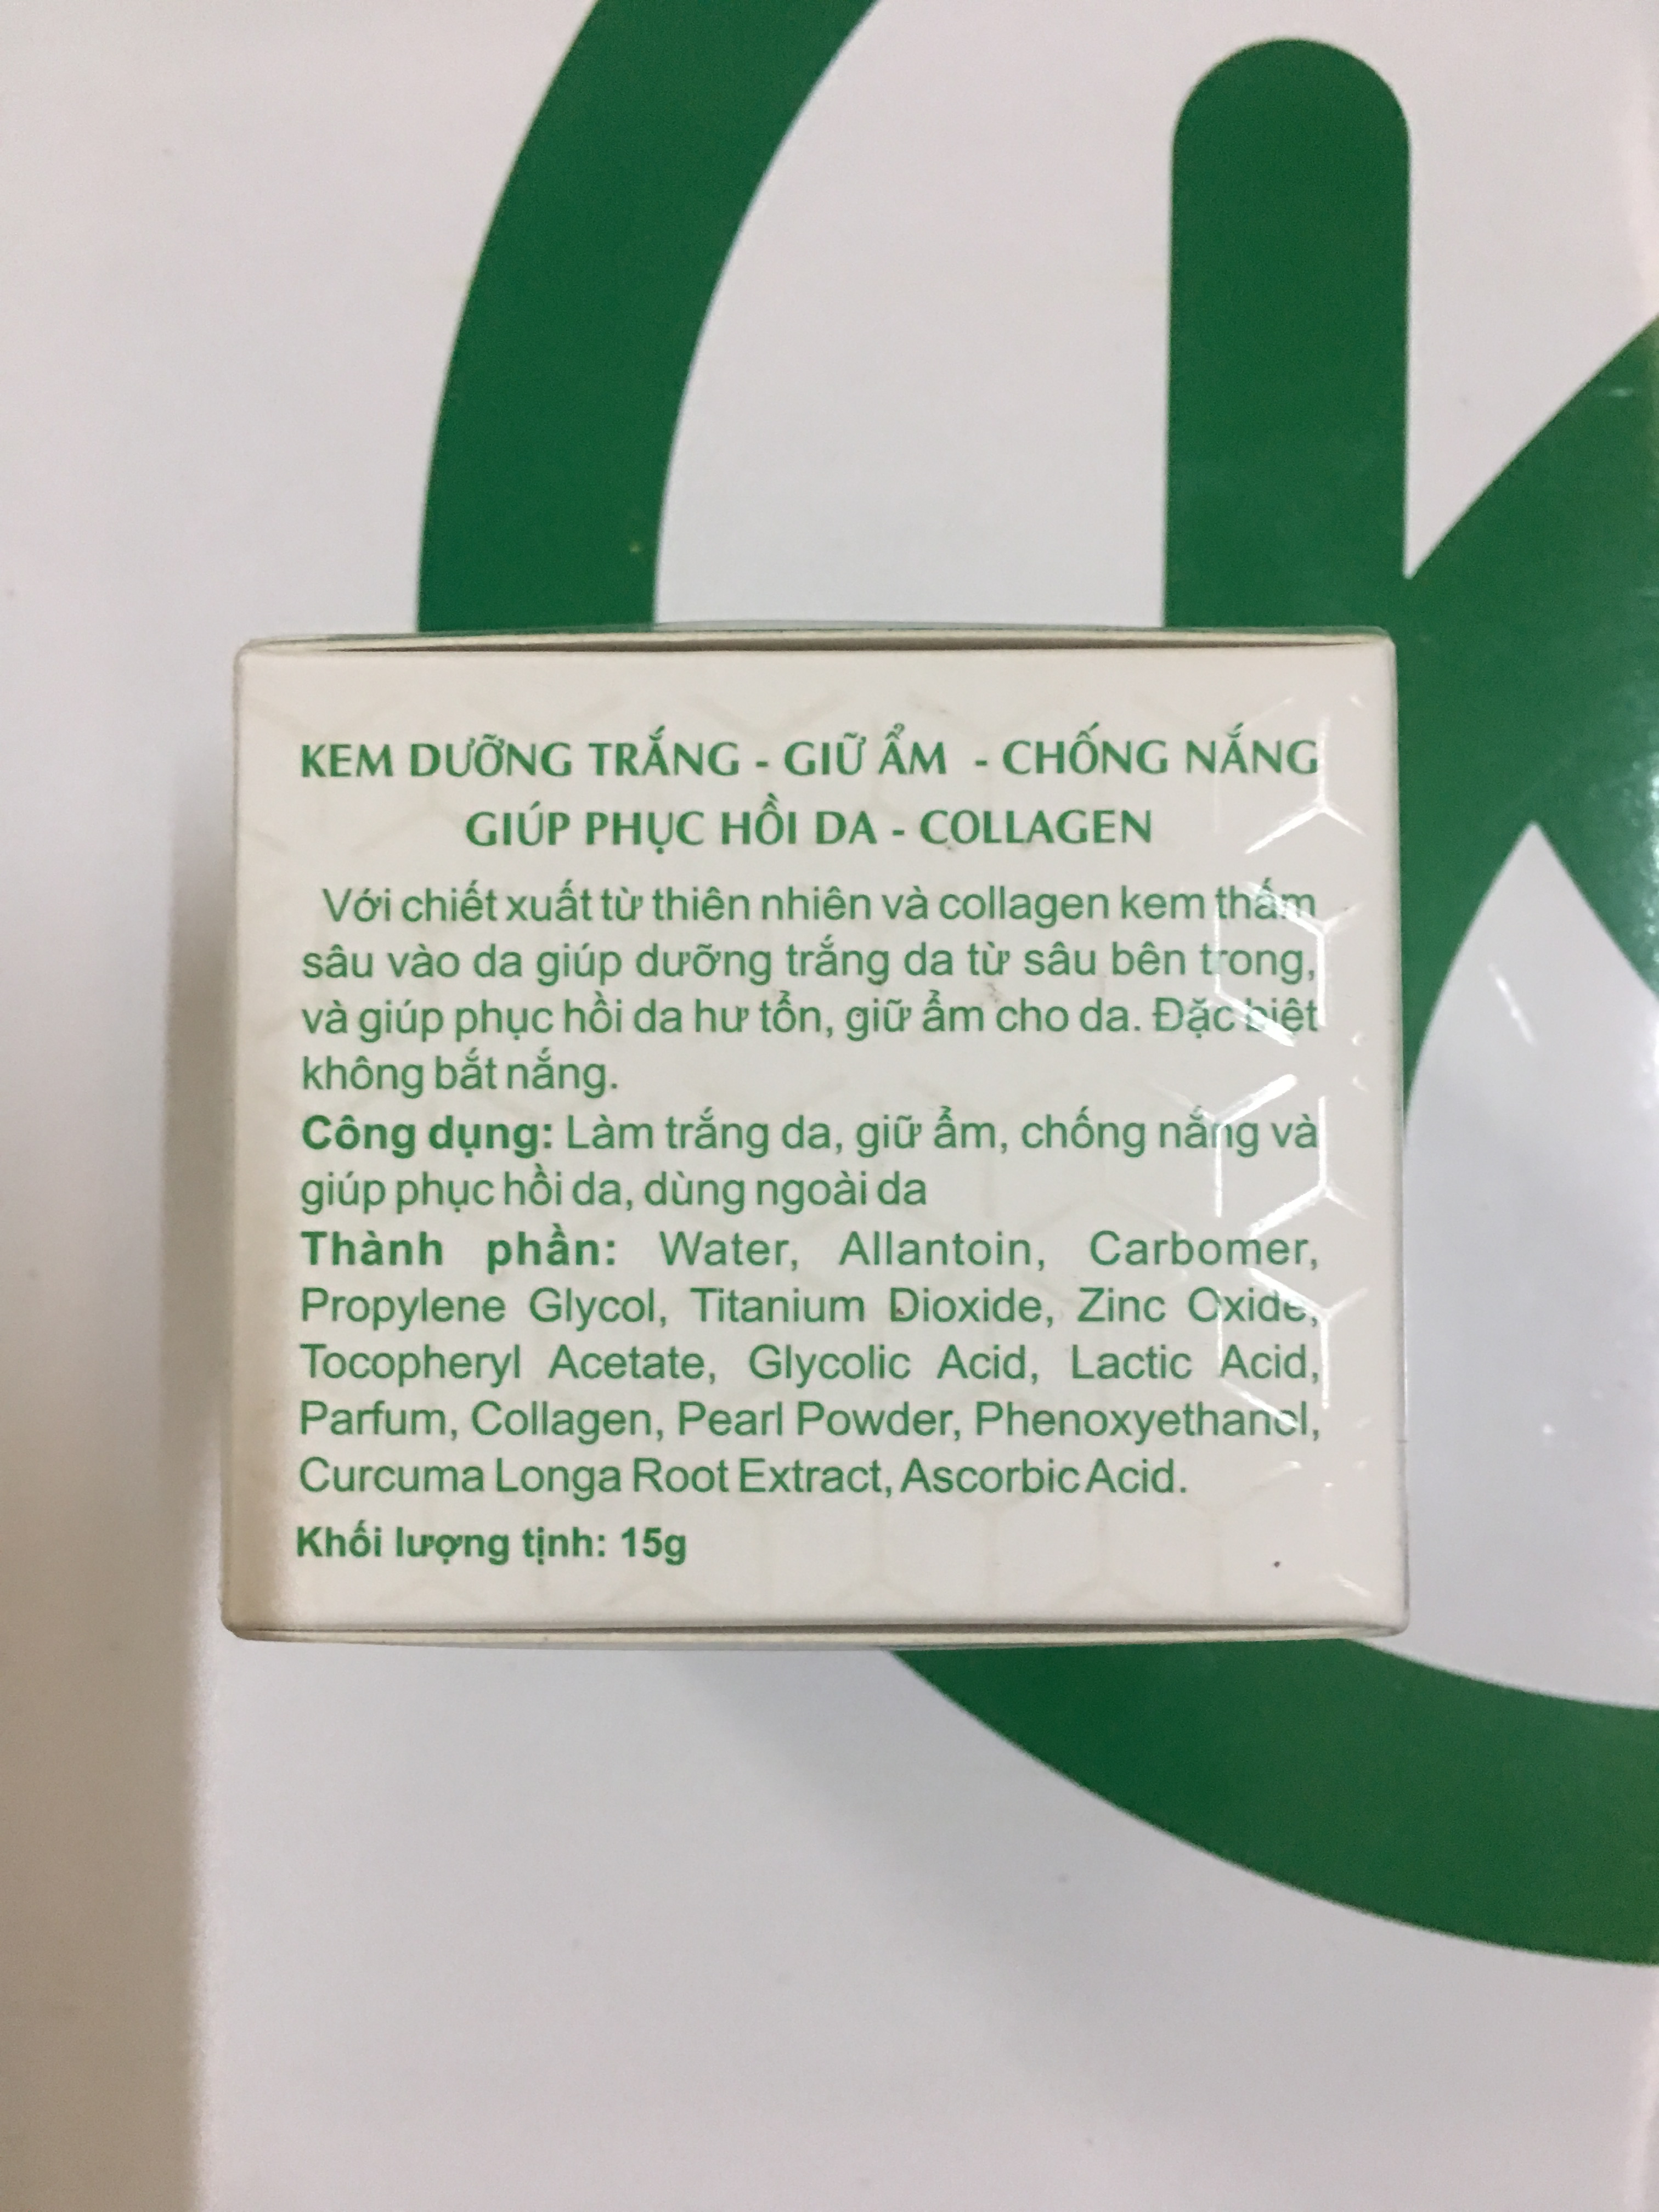 KEM DƯỠNG TRẮNG - GIỮ ẨM - CHỐNG NẮNG
GIÚP PHỤC HỒI DA - COLLAGEN
Với chiết xuất từ thiên nhiên và collagen kem thấm
sâu vào da giúp dưỡng trắng da từ sâu bên trong,
và giúp phục hồi da hư tổn, giữ ẩm cho da. Đặc biệt
không bắt nắng.
Công dụng: Làm trắng da, giữ ẩm, chống nắng và
giúp phục hồi da, dùng ngoài da
Thành phần: Water, Allantoin, Carbomer,
Propylene Glycol, Titanium Dioxide, Zinc Oxide,
Tocopheryl Acetate, Glycolic Acid, Lactic Acid,
Parfum, Collagen, Pearl Powder, Phenoxyethanol,
Curcuma Longa Root Extract, Ascorbic Acid.
Khối lượng tịnh: 15g